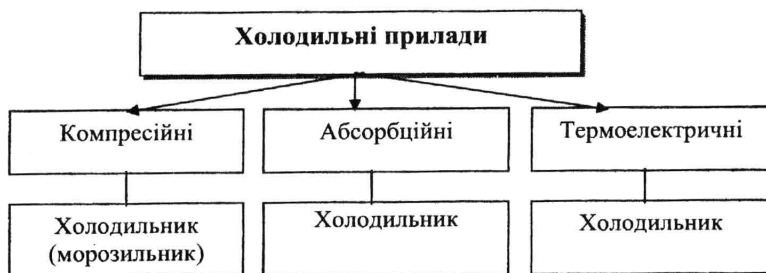 Холодильні прилади
Компресійні
Абсорбційні
Термоелектричні
Холодильник
(морозильник)
Холодильник
Холодильник